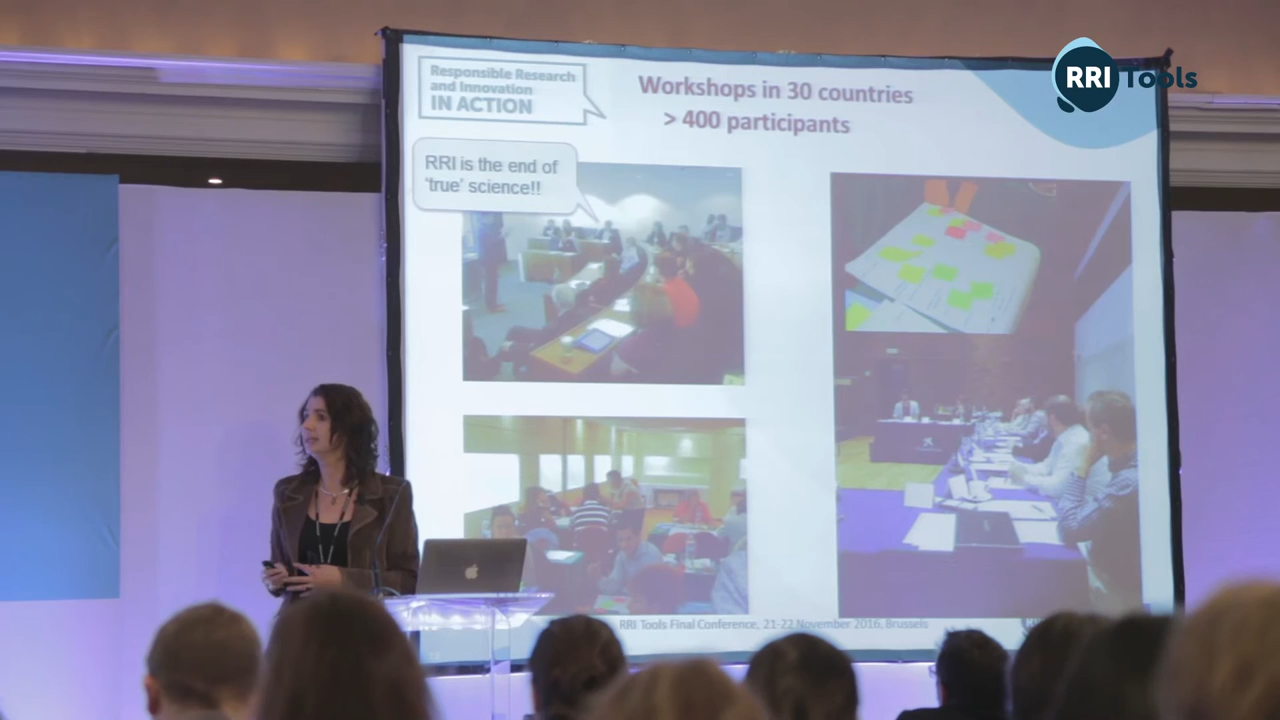 Responsible Research
and Innovation
IN ACTION
Workshops in 30 countries
> 400 participants
RRI Tools
RRI is the end of
'true' science!!
RRI Tools Final Conference, 21-22 November 2016, Brussels